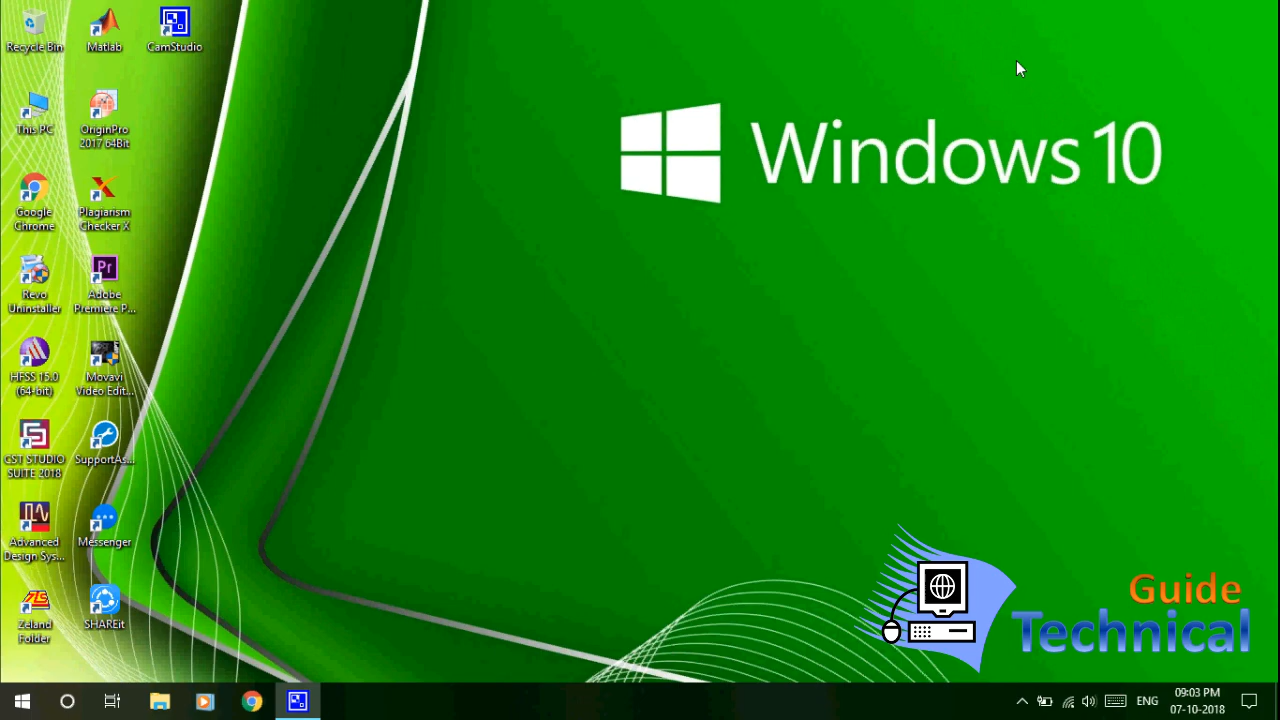 Recycle Bin
Matlab
CamStudio
This PC
OriginPro
2017 64Bit
Google
Chrome
Plagiarism
Checker X
Revo
Uninstaller
Pr
Adobe
Premiere P...
HFSS 15.0
(64-bit)
Movavi
Video Edit...
CST STUDIO
SUITE 2018
SupportAs...
Advanced
Design Sys...
Messenger
Zeland
Folder
SHAREit
Windows 10
Guide
Technical
ENG
09:03 PM
07-10-2018